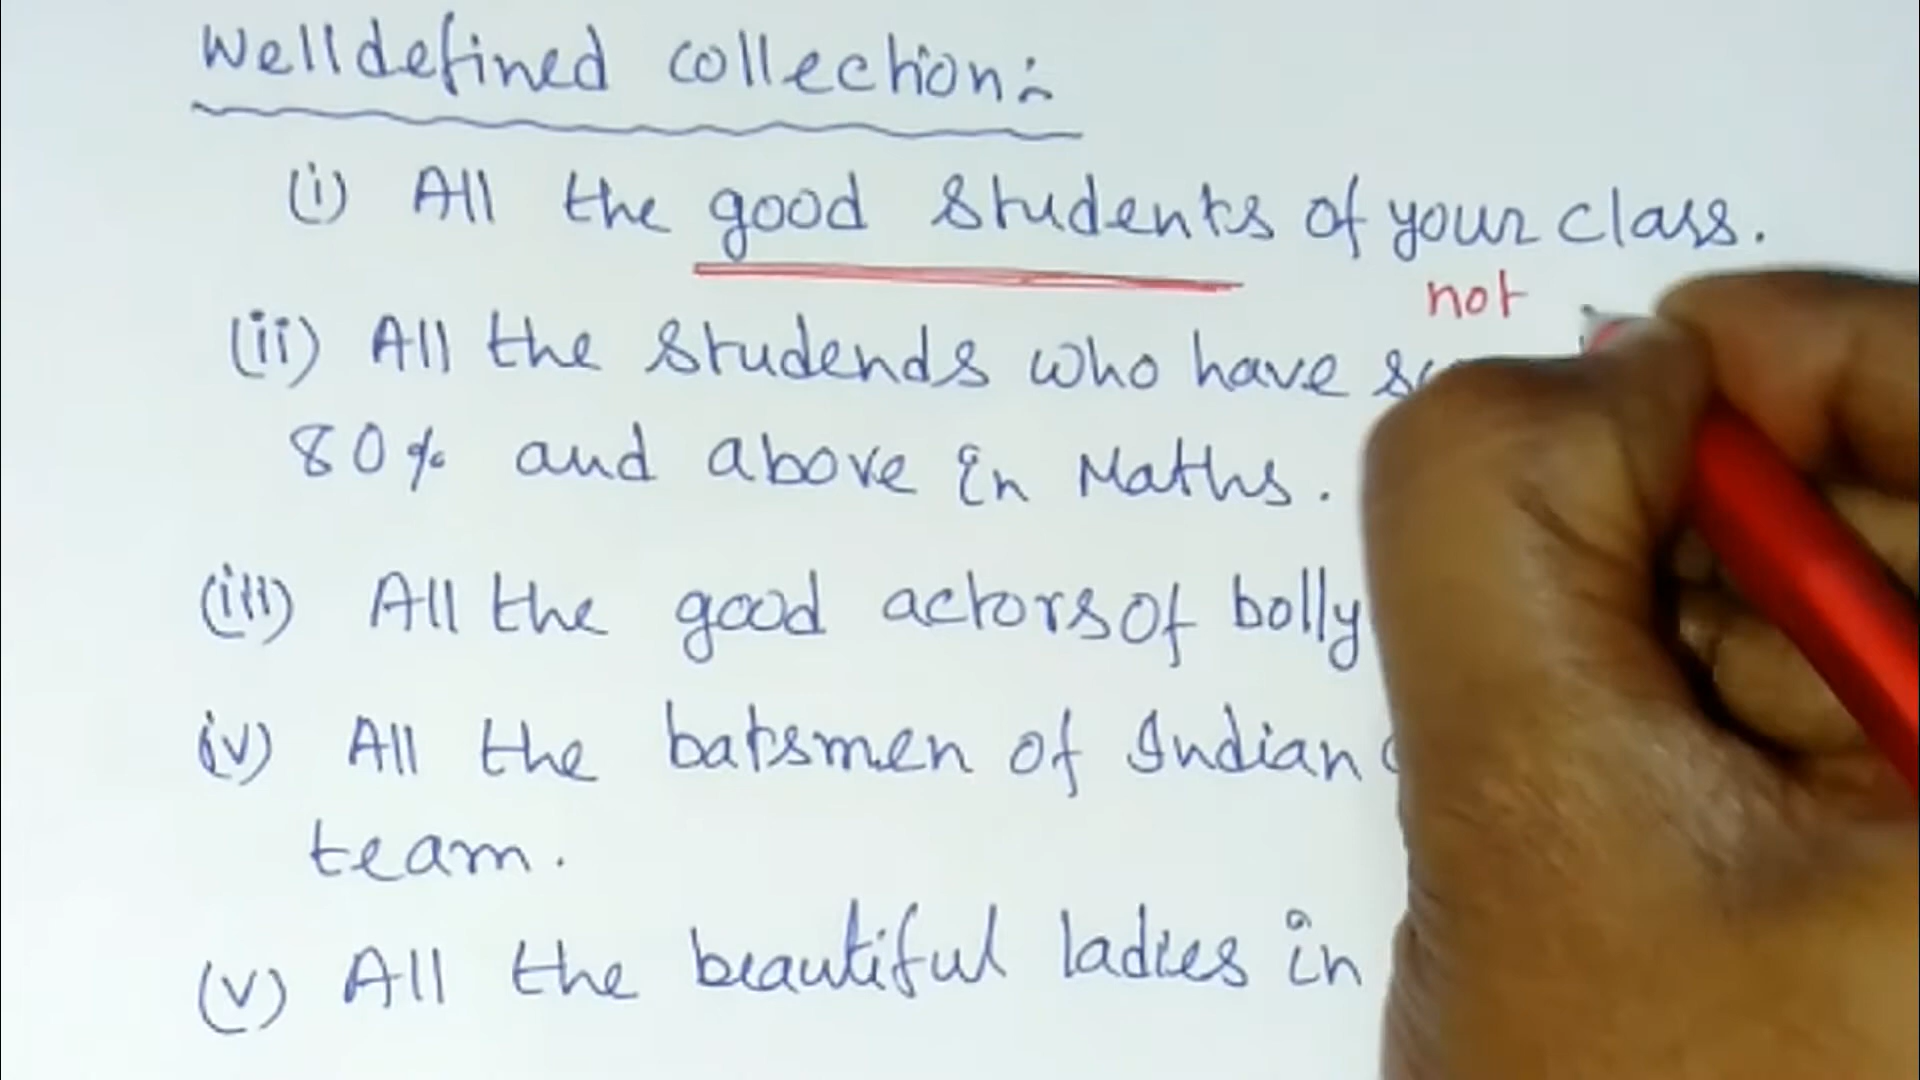 Welldefined collection:-
(i) All the good students of your class.
not
(ii) All the studends who have
80% and above in Maths.
(iii) All the good actors of bolly
(iv) All the batsmen of Indian
team.
(v) All the beautiful ladies in